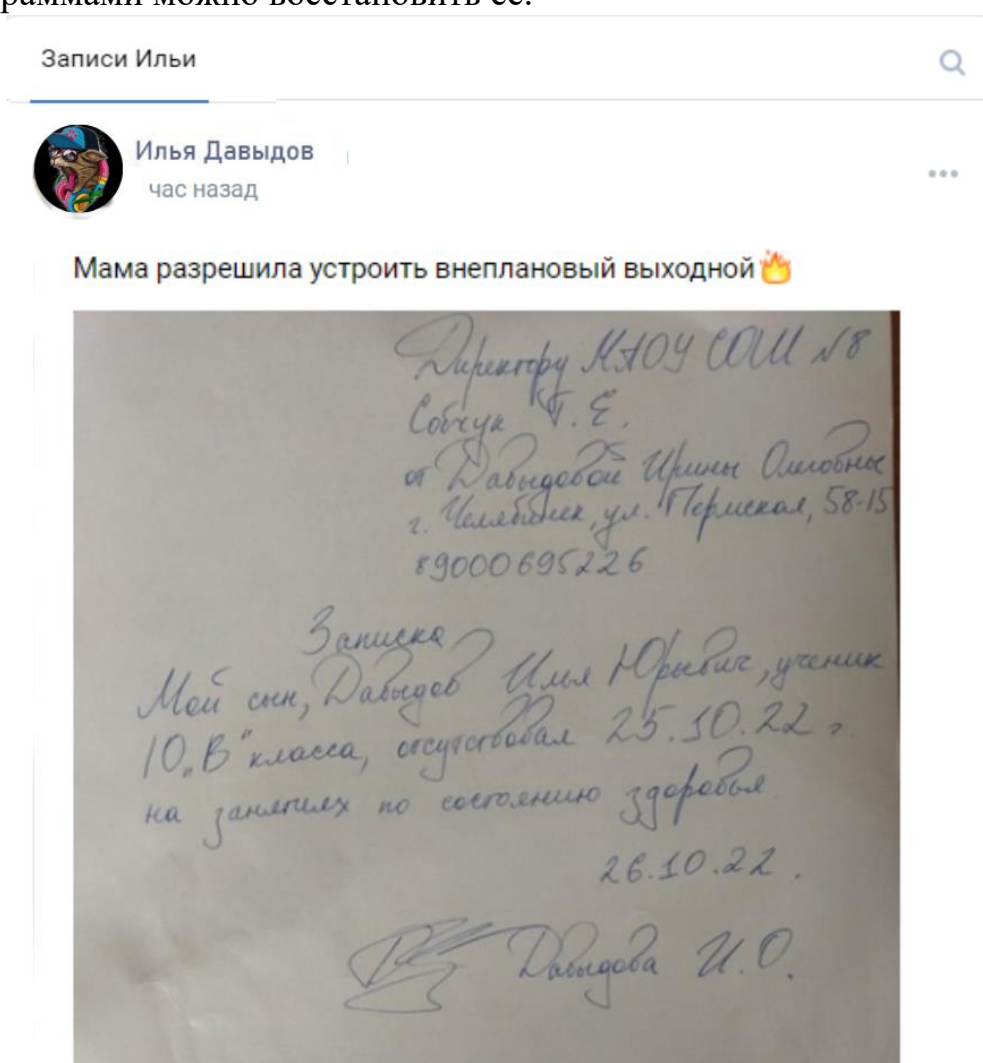 раммами можно восстановить ее.
Записи Ильи
Илья Давыдов
час назад
Мама разрешила устроить внеплановый выходной🔥
Директору МАОУ СОШ №8
Собчук Т. Е.
от Давыдовой Ирины Олеговны
г. Челябинск, ул. Пермская, 58-15
89000695226
Записка
Мой сын, Давыдов Илья Юрьевич, ученик
10 „В" класса, отсутствовал 25.10.22 г.
на занятиях по состоянию здоровья.
26.10.22.
Давыдова И. О.